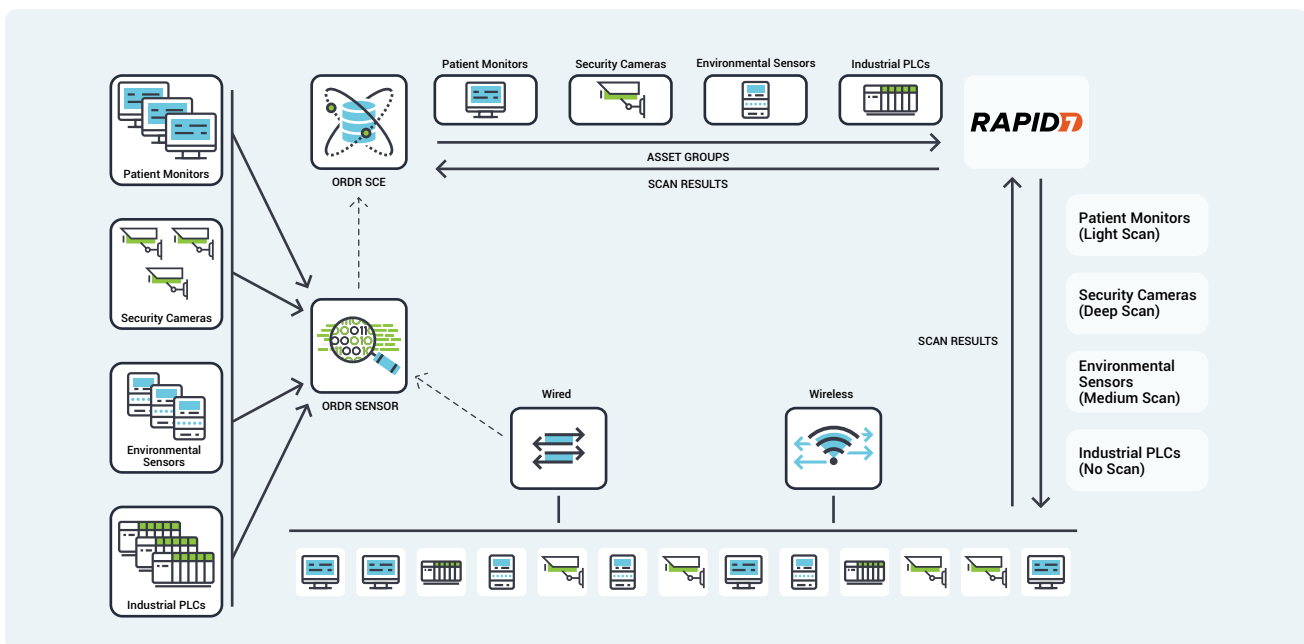 Patient Monitors
Security Cameras
Environmental Sensors
Industrial PLCs
RAPID7
ASSET GROUPS
SCAN RESULTS
ORDR SCE
Patient Monitors
Security Cameras
Environmental
Sensors
Industrial PLCs
ORDR SENSOR
Wired
Wireless
SCAN RESULTS
Patient Monitors
(Light Scan)
Security Cameras
(Deep Scan)
Environmental
Sensors
(Medium Scan)
Industrial PLCs
(No Scan)